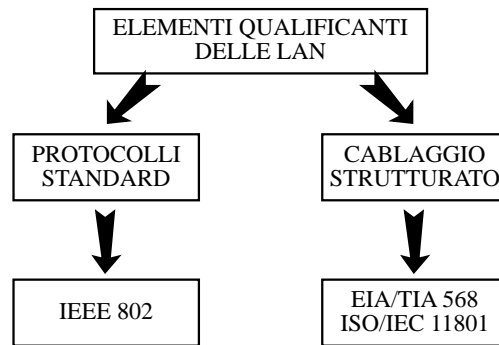 ELEMENTI QUALIFICANTI
DELLE LAN
PROTOCOLLI
STANDARD
CABLAGGIO
STRUTTURATO
IEEE 802
EIA/TIA 568
ISO/IEC 11801